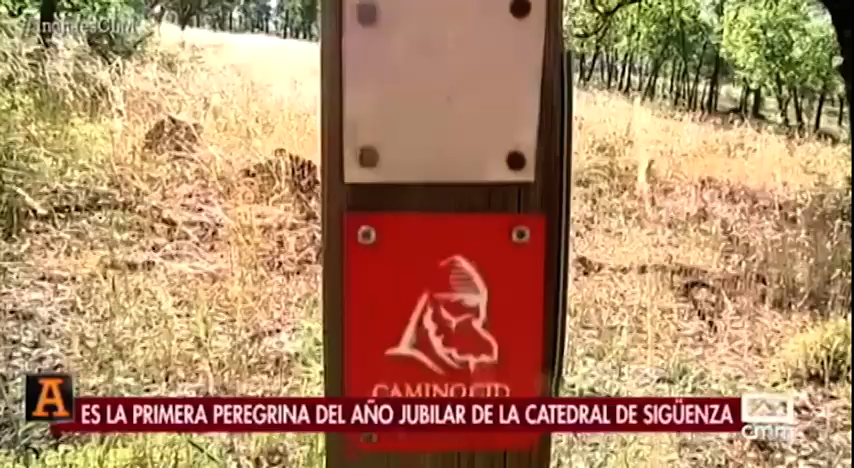 CAMINO CID
A
ES LA PRIMERA PEREGRINA DEL AÑO JUBILAR DE LA CATEDRAL DE SIGÜENZA
cmm